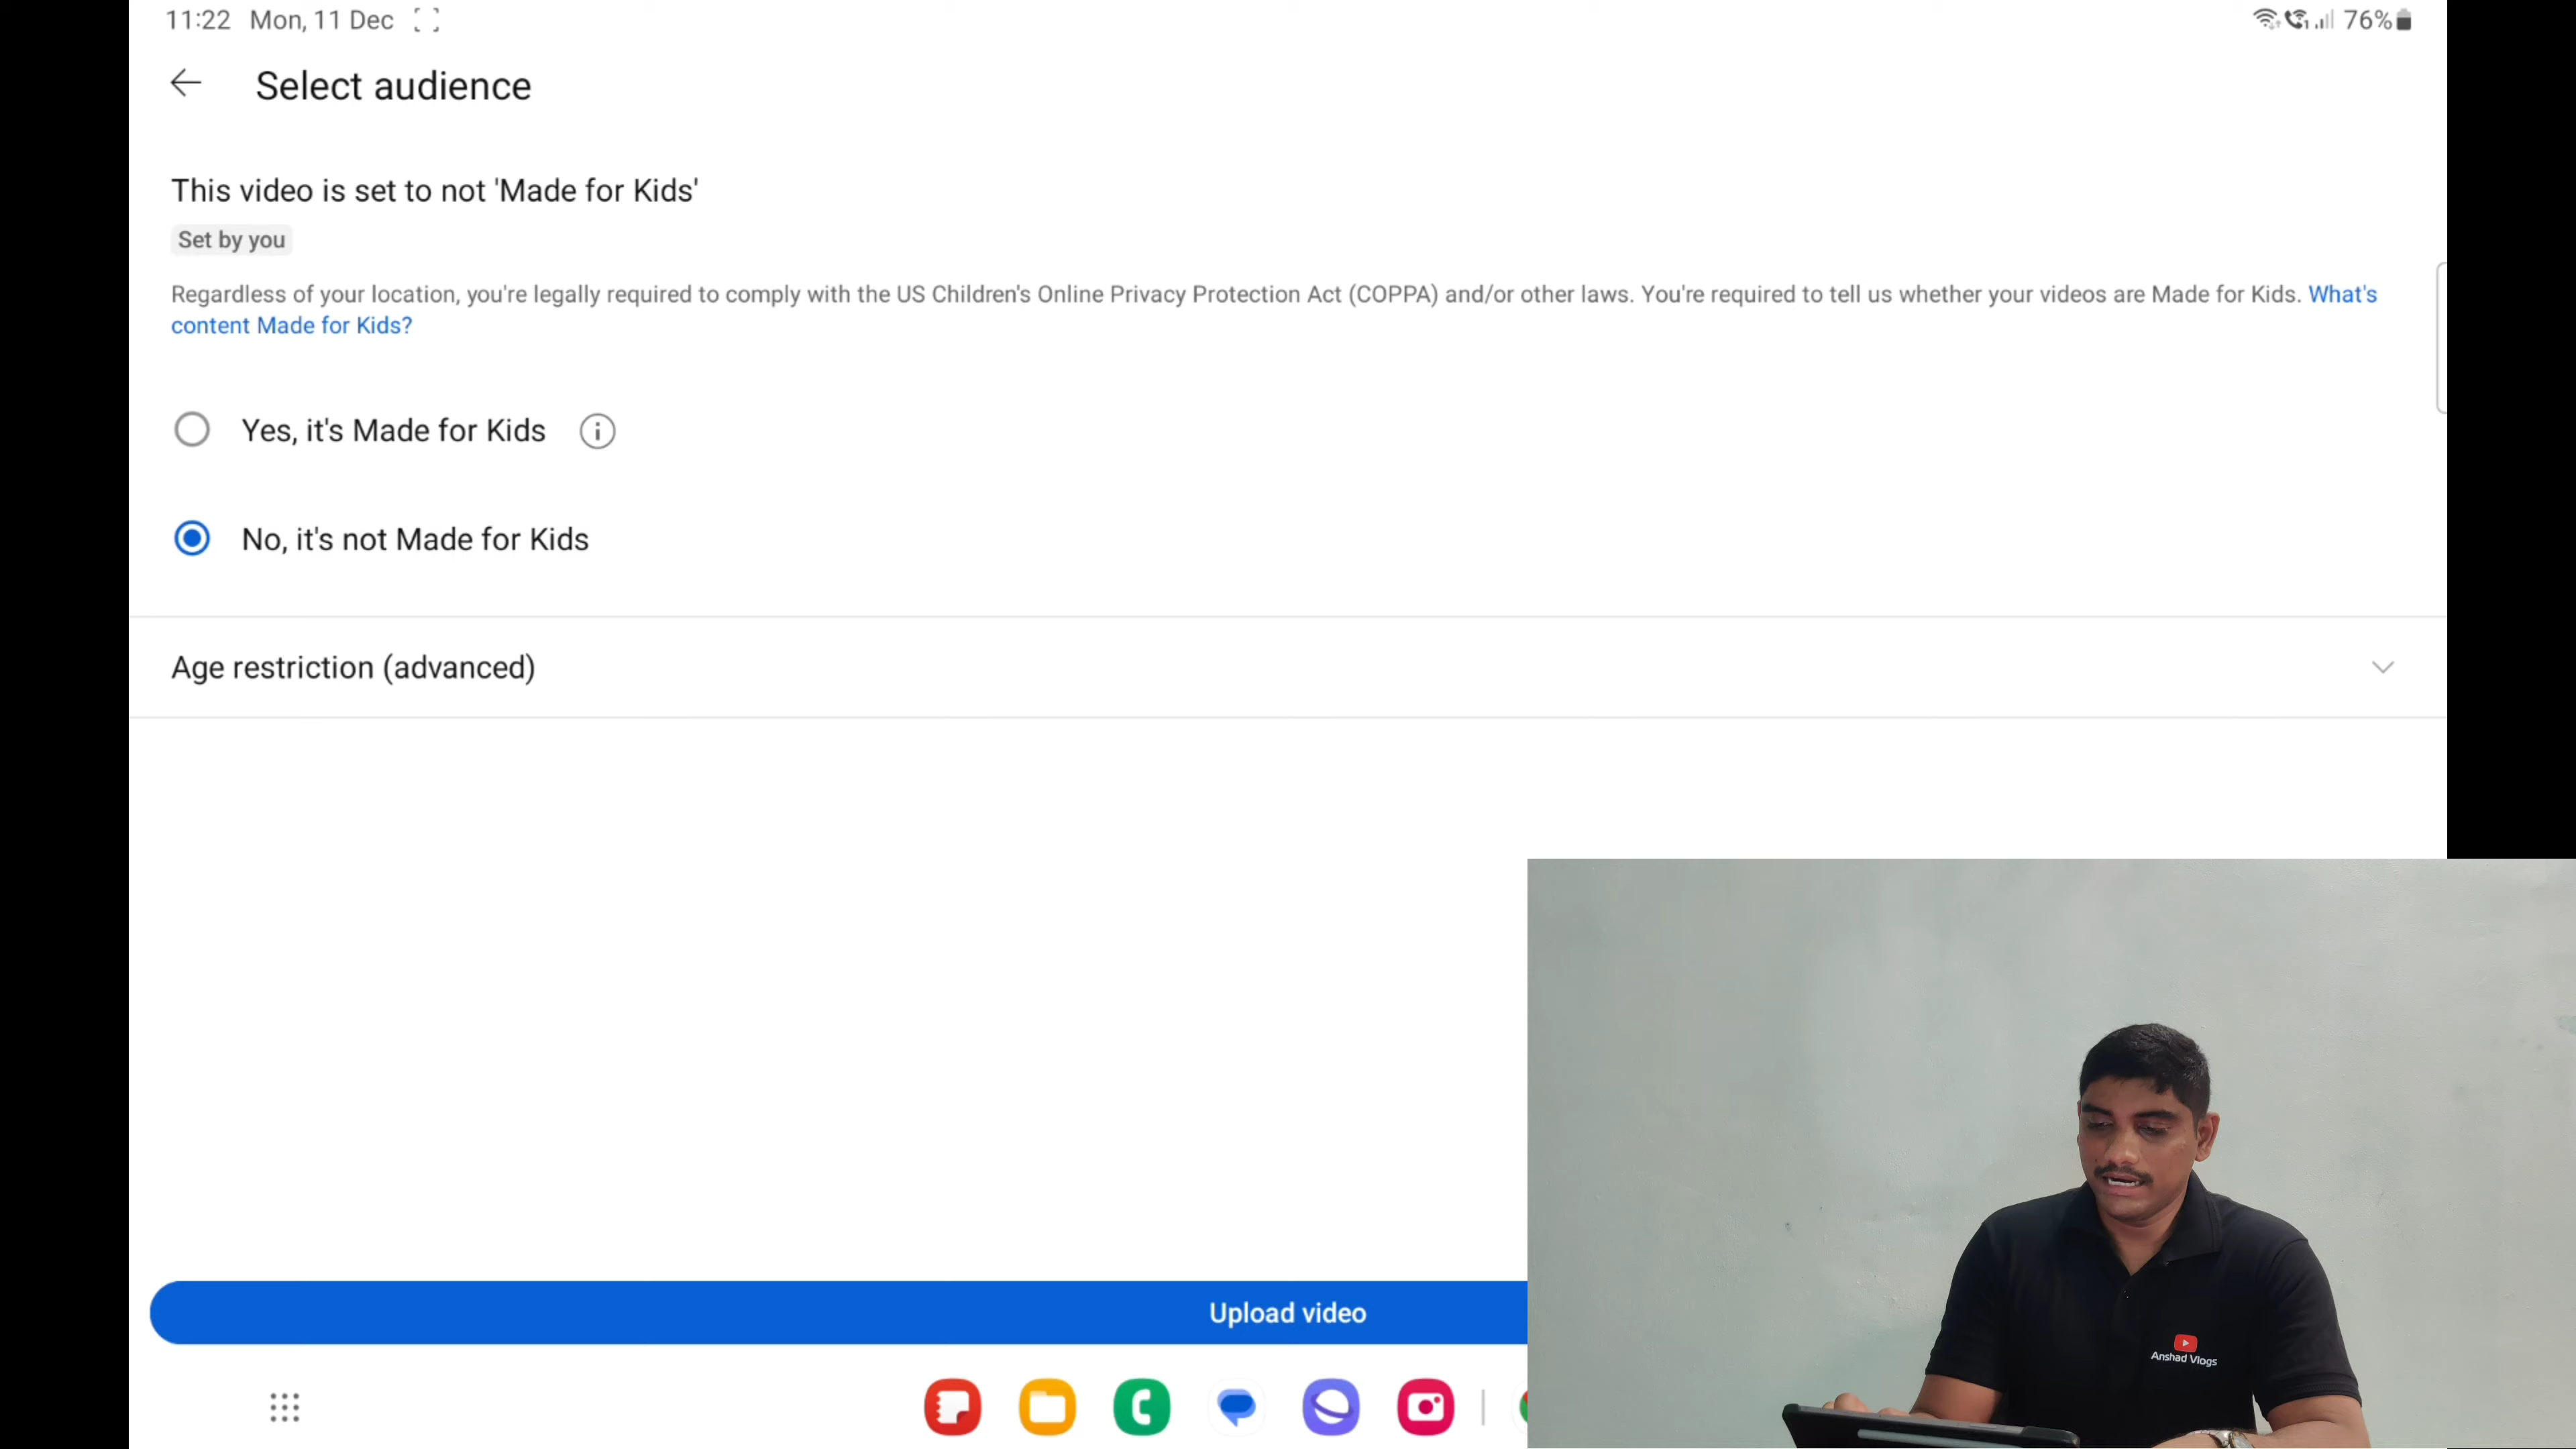 11:22 Mon, 11 Dec
76%
Select audience
This video is set to not 'Made for Kids'
Set by you
Regardless of your location, you're legally required to comply with the US Children's Online Privacy Protection Act (COPPA) and/or other laws. You're required to tell us whether your videos are Made for Kids. What's
content Made for Kids?
Yes, it's Made for Kids
No, it's not Made for Kids
Age restriction (advanced)
Upload video
Anshad Vlogs